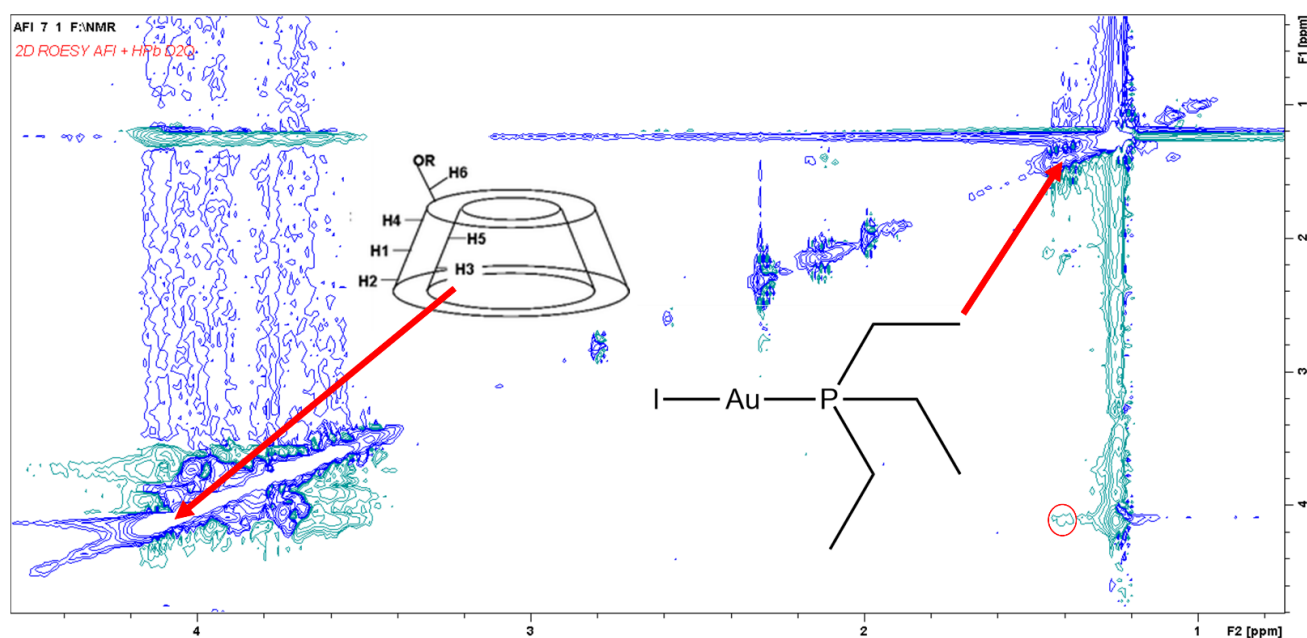 AFI 7 1 F:\NMR
2D ROESY AFI + HPb D2O
F1 [ppm]
1
2
3
4
OR
H6
H4
H5
H1
H3
H2
I Au P
4 3 2 1 F2 [ppm]